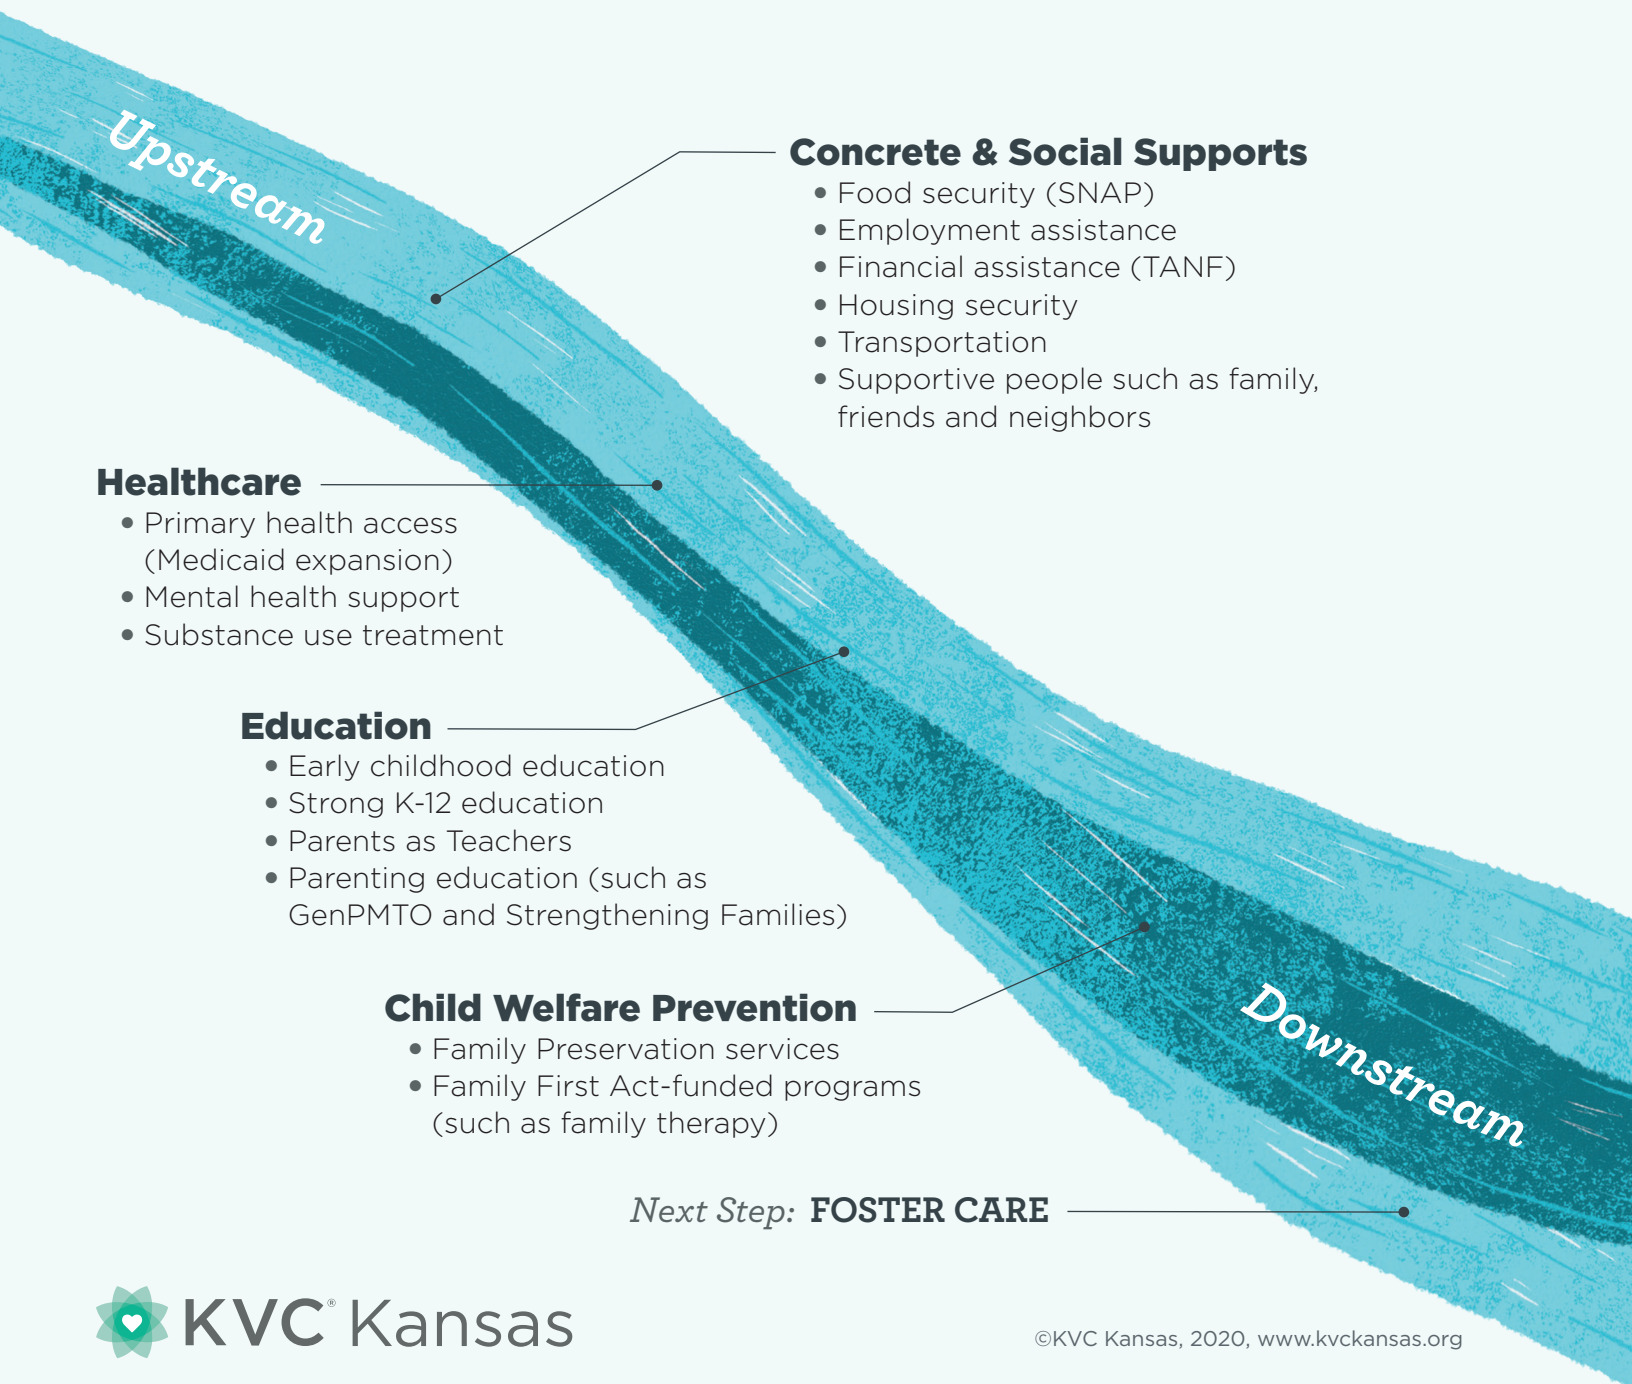 Upstream
Concrete & Social Supports
• Food security (SNAP)
• Employment assistance
• Financial assistance (TANF)
• Housing security
• Transportation
• Supportive people such as family,
friends and neighbors
Healthcare
• Primary health access
(Medicaid expansion)
• Mental health support
• Substance use treatment
Education
• Early childhood education
• Strong K-12 education
• Parents as Teachers
• Parenting education (such as
GenPMTO and Strengthening Families)
Child Welfare Prevention
• Family Preservation services
• Family First Act-funded programs
(such as family therapy)
Downstream
Next Step: FOSTER CARE
KVC® Kansas
©KVC Kansas, 2020, www.kvckansas.org